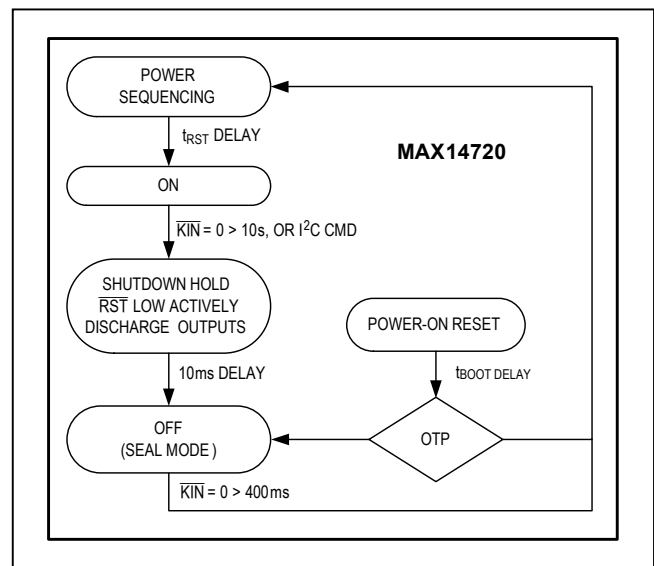 POWER
SEQUENCING
tRST DELAY
MAX14720
ON
KIN = 0 > 10s, OR I²C CMD
SHUTDOWN HOLD
RST LOW ACTIVELY
DISCHARGE OUTPUTS
POWER-ON RESET
10ms DELAY
tBOOT DELAY
OFF
(SEAL MODE)
OTP
KIN = 0 > 400ms